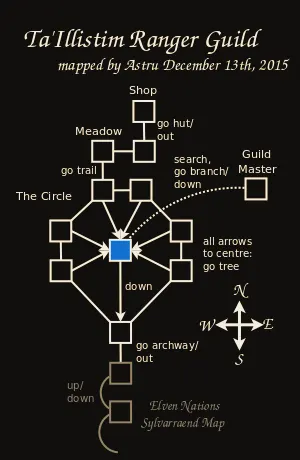 Ta'Illistim Ranger Guild
mapped by Astru December 13th, 2015
Shop
go hut/
out
Meadow
search,
go branch/
down
Guild
Master
go trail
The Circle
all arrows
to centre:
go tree
down
N
W
E
S
go archway/
out
up/
down
Elven Nations
Sylvarraend Map